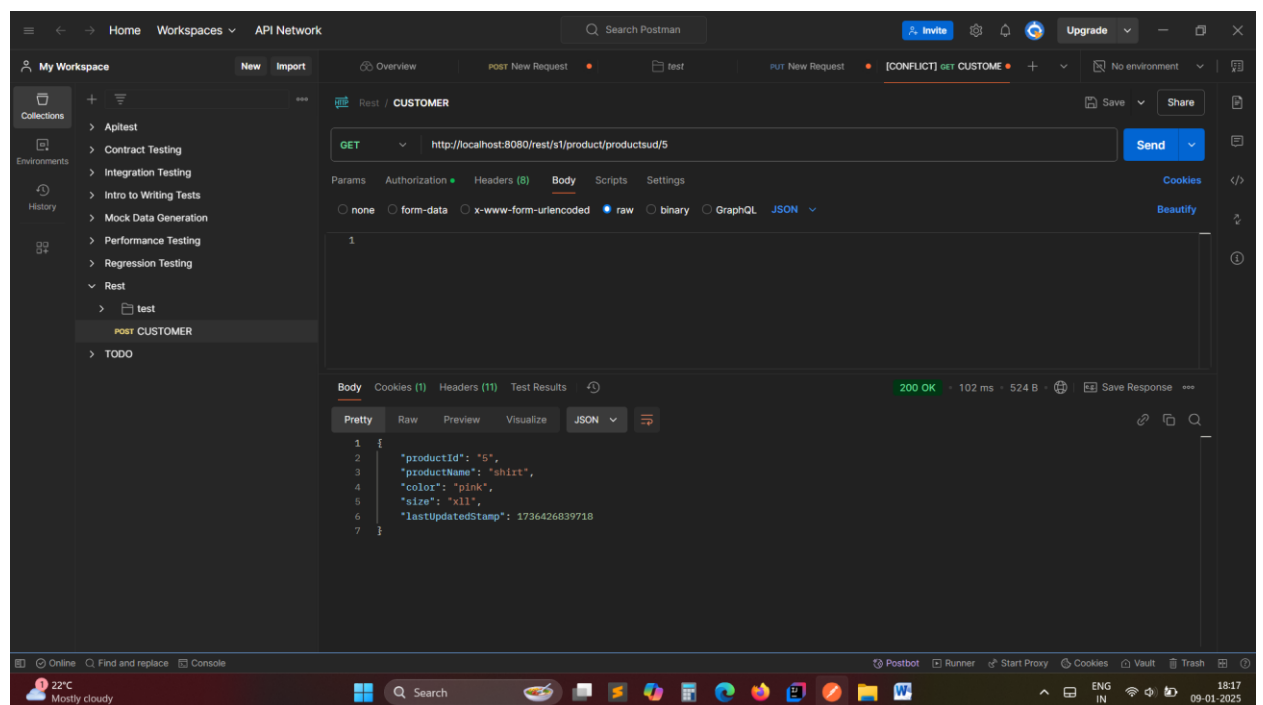 Home Workspaces API Network Search Postman Invite Upgrade
My Workspace New Import Overview POST New Request test PUT New Request [CONFLICT] GET CUSTOME No environment
Collections
Environments
History
Apitest
Contract Testing
Integration Testing
Intro to Writing Tests
Mock Data Generation
Performance Testing
Regression Testing
Rest
test
POST CUSTOMER
TODO
HTTP Rest / CUSTOMER Save Share
GET http://localhost:8080/rest/s1/product/productsud/5 Send
Params Authorization Headers (8) Body Scripts Settings Cookies
none form-data x-www-form-urlencoded raw binary GraphQL JSON Beautify
1
Body Cookies (1) Headers (11) Test Results 200 OK 102 ms 524 B Save Response
Pretty Raw Preview Visualize JSON
1 {
2 "productId": "5",
3 "productName": "shirt",
4 "color": "pink",
5 "size": "xll",
6 "lastUpdatedStamp": 1736426839718
7 }
Online Find and replace Console Postbot Runner Start Proxy Cookies Vault Trash
1 22°C
Mostly cloudy
Search
ENG
IN
18:17
09-01-2025